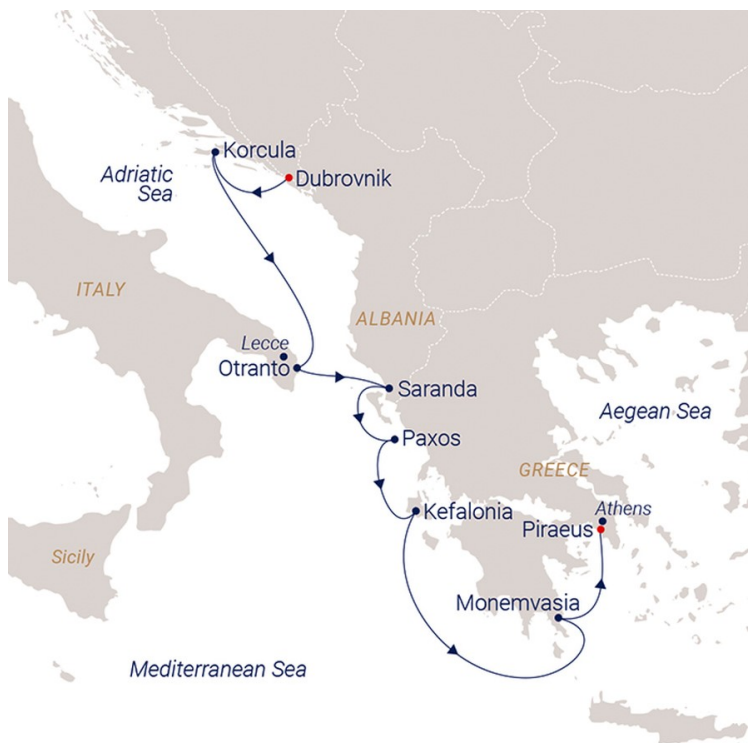 Korcula
Adriatic
Sea
Dubrovnik
ITALY
ALBANIA
Lecce
Otranto
Saranda
Aegean Sea
Paxos
GREECE
Kefalonia
Athens
Piraeus
Sicily
Monemvasia
Mediterranean Sea